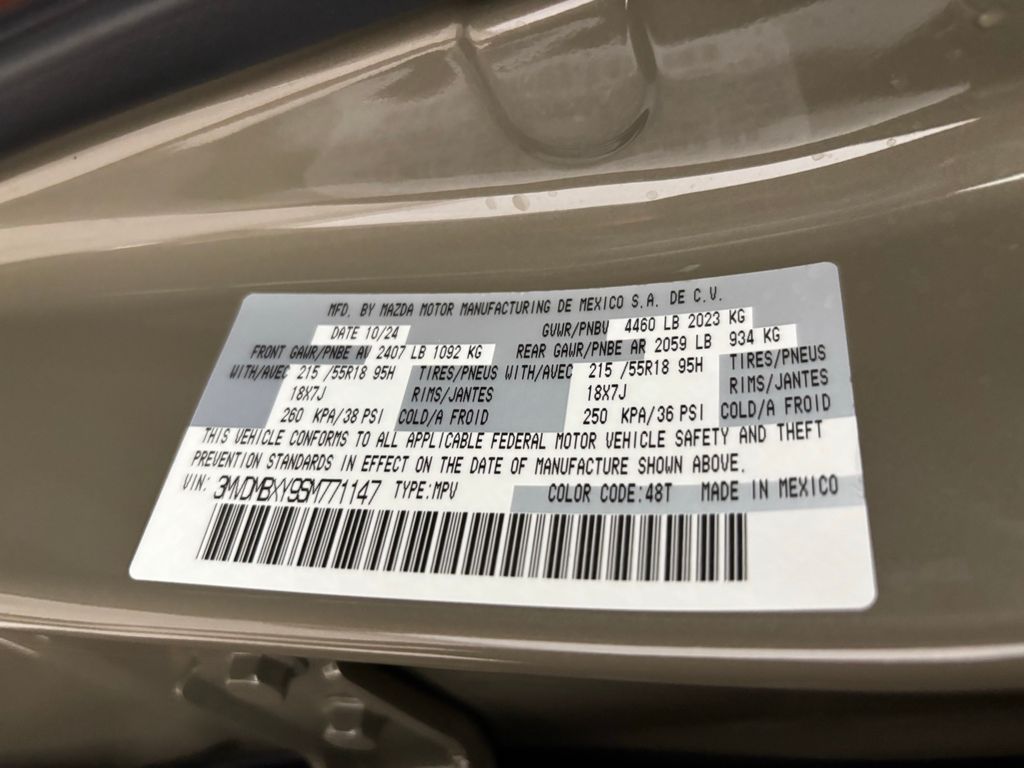 MFD. BY MAZDA MOTOR MANUFACTURING DE MEXICO S.A. DE C.V.
DATE 10/24 GVWR/PNBV 4460 LB 2023 KG
FRONT GAWR/PNBE AV 2407 LB 1092 KG REAR GAWR/PNBE AR 2059 LB 934 KG
WITH/AVEC 215 /55R18 95H TIRES/PNEUS WITH/AVEC 215 /55R18 95H TIRES/PNEUS
18X7J RIMS/JANTES 18X7J RIMS/JANTES
260 KPA/38 PSI COLD/A FROID 250 KPA/36 PSI COLD/A FROID
THIS VEHICLE CONFORMS TO ALL APPLICABLE FEDERAL MOTOR VEHICLE SAFETY AND THEFT
PREVENTION STANDARDS IN EFFECT ON THE DATE OF MANUFACTURE SHOWN ABOVE.
VIN: 3MVDMBXY9SM771147 TYPE:MPV COLOR CODE:48T MADE IN MEXICO